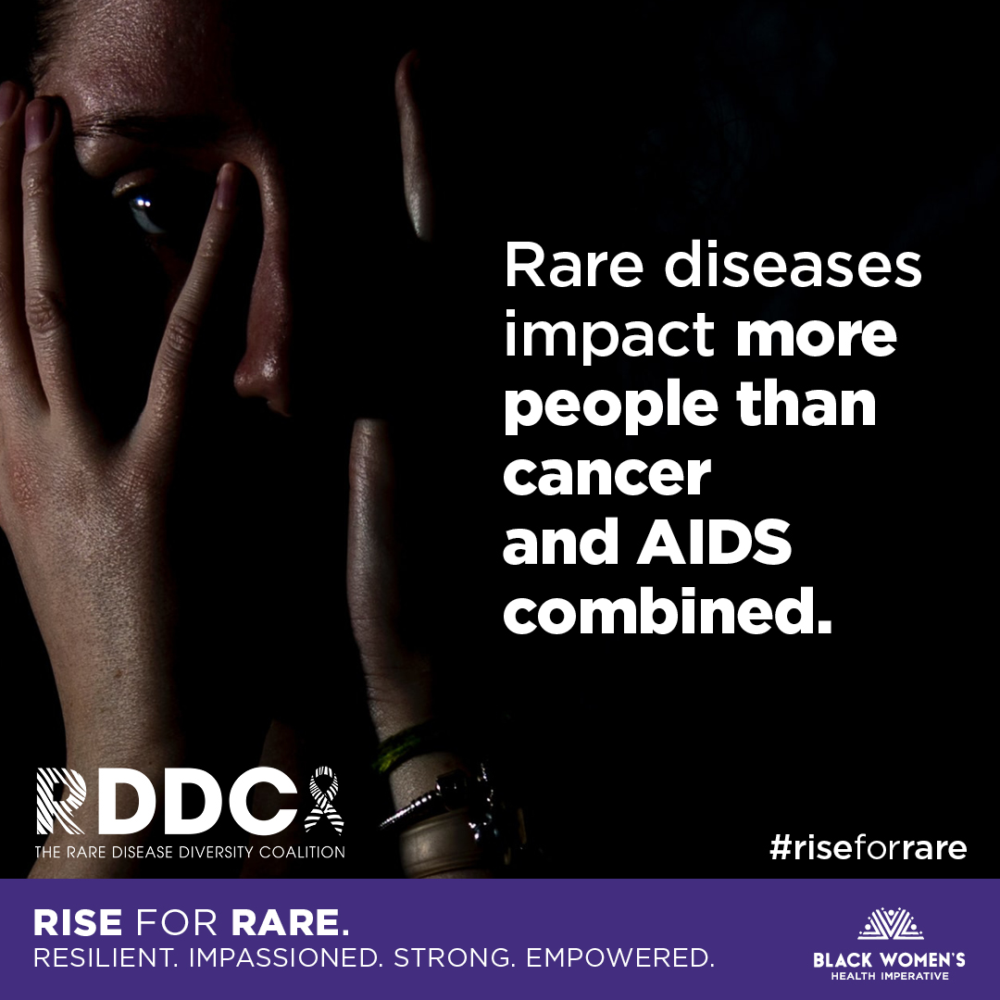 Rare diseases
impact more
people than
cancer
and AIDS
combined.
RDDC
THE RARE DISEASE DIVERSITY COALITION
#riseforrare
RISE FOR RARE.
RESILIENT. IMPASSIONED. STRONG. EMPOWERED.
BLACK WOMEN'S
HEALTH IMPERATIVE